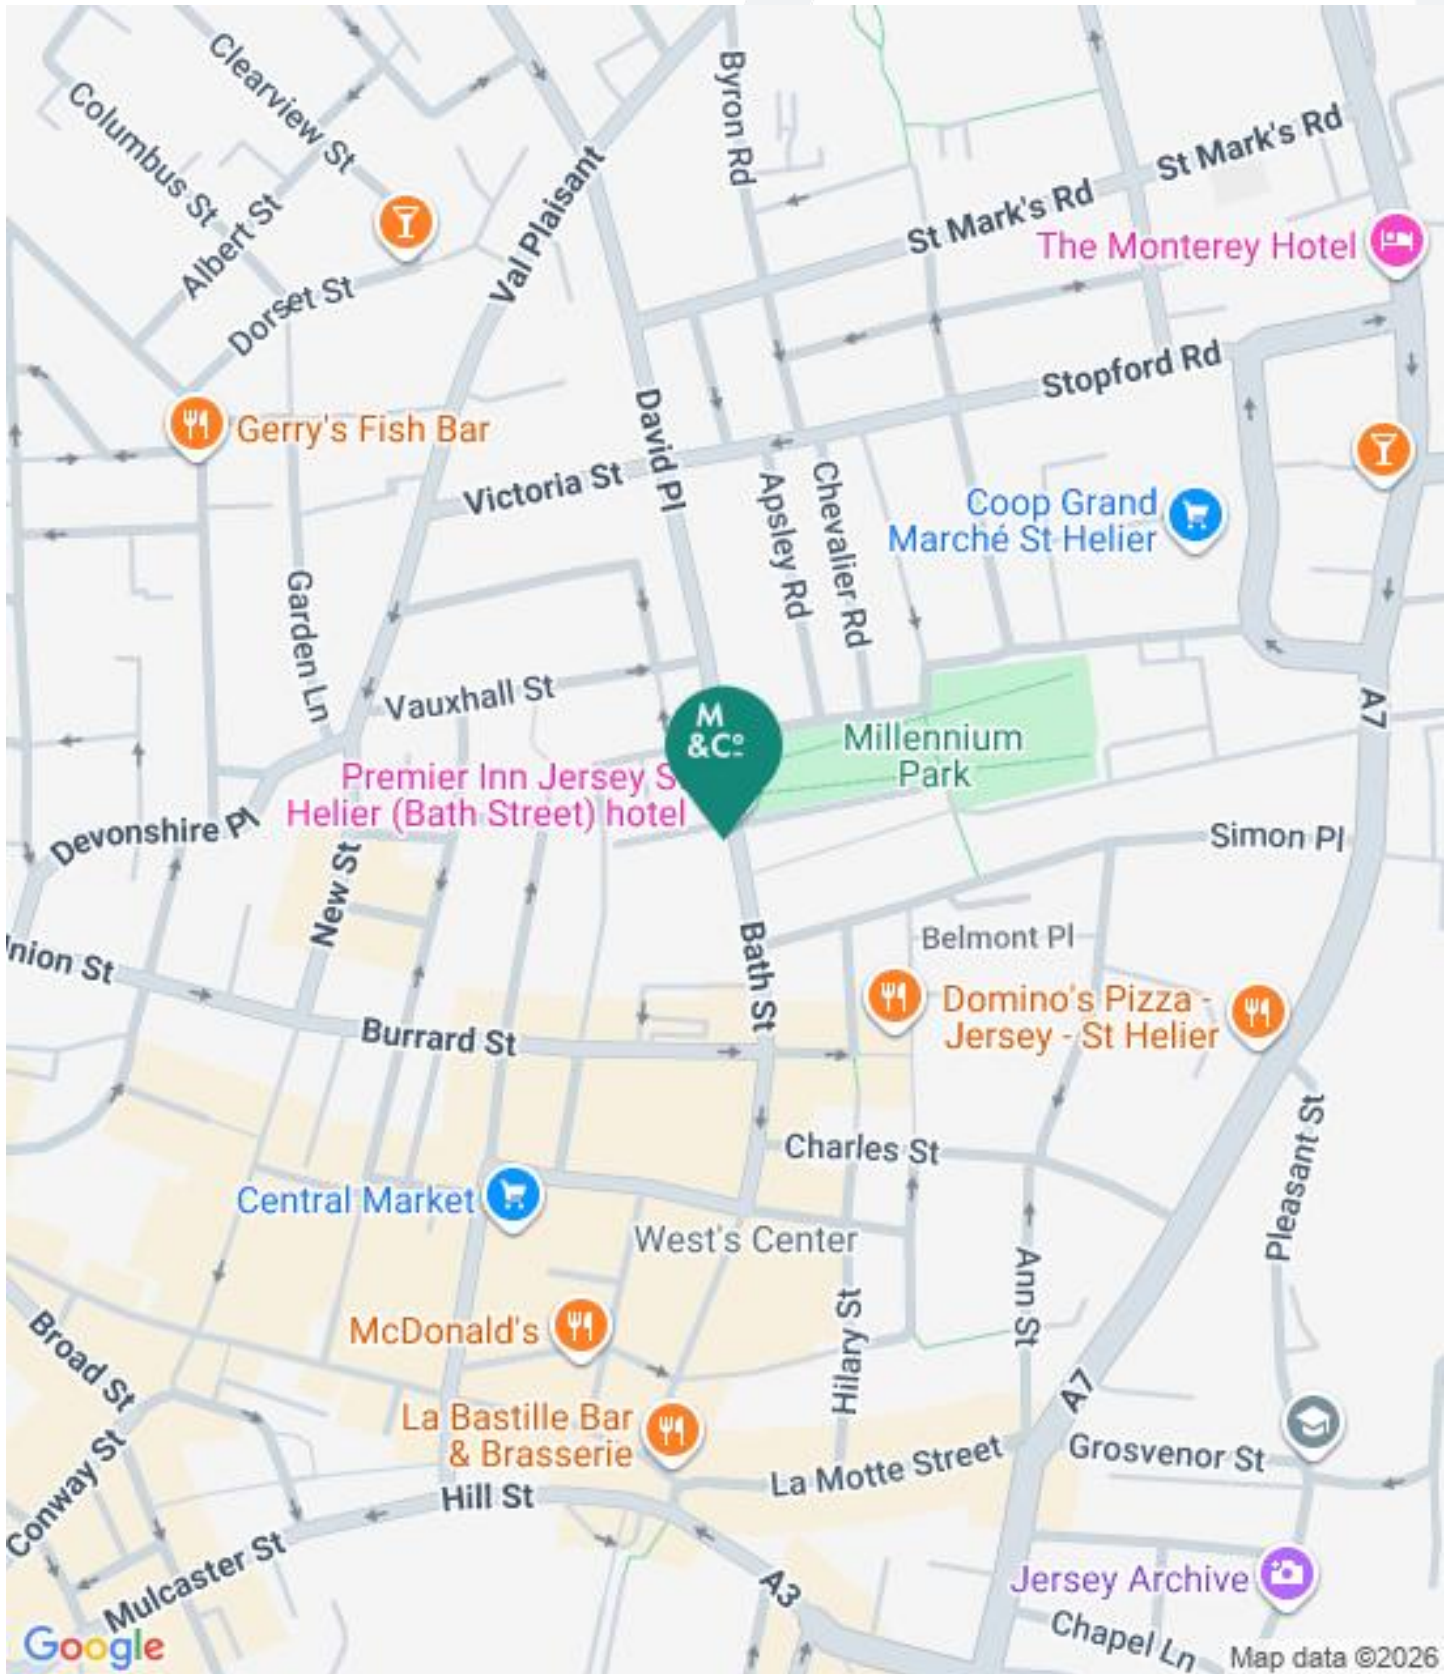 Clearview St
Byron Rd
Columbus St
St Mark's Rd
St Mark's Rd
Albert St
Val Plaisant
The Monterey Hotel
Dorset St
Stopford Rd
Gerry's Fish Bar
David Pl
Victoria St
Apsley Rd
Chevalier Rd
Coop Grand
Marché St Helier
Garden Ln
Vauxhall St
A7
M
&Co
Millennium
Park
Premier Inn Jersey S
Helier (Bath Street) hotel
Devonshire Pl
Simon Pl
New St
Bath St
Belmont Pl
nion St
Domino's Pizza -
Jersey - St Helier
Burrard St
Pleasant St
Charles St
Central Market
West's Center
Ann St
Hilary St
McDonald's
Broad St
A7
La Bastille Bar
& Brasserie
Conway St
La Motte Street
Grosvenor St
Hill St
Mulcaster St
A3
Jersey Archive
Chapel Ln
Google
Map data ©2026